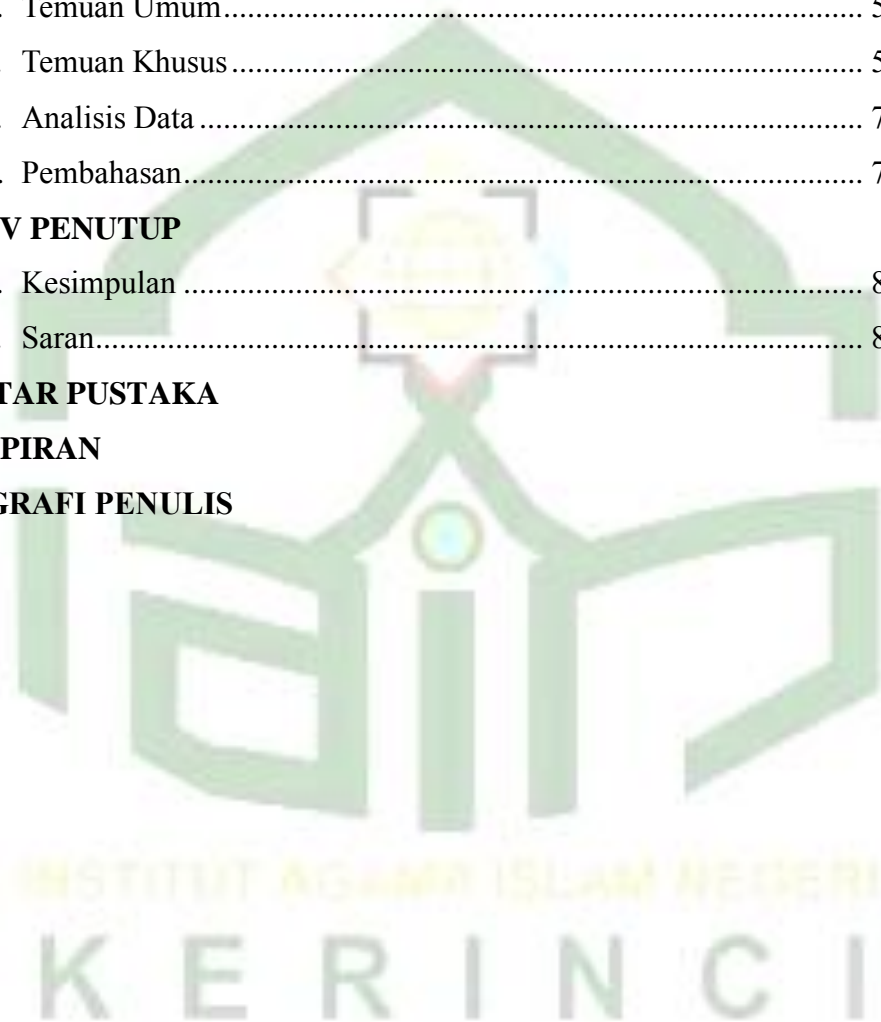 . Temuan Umum........ 5
. Temuan Khusus........ 5
. Analisis Data........ 7
. Pembahasan........ 7
V PENUTUP
. Kesimpulan........ 8
. Saran........ 8
TAR PUSTAKA
PIRAN
GRAFI PENULIS
INSTITUT AGAMA ISLAM NEGERI
KERINCI